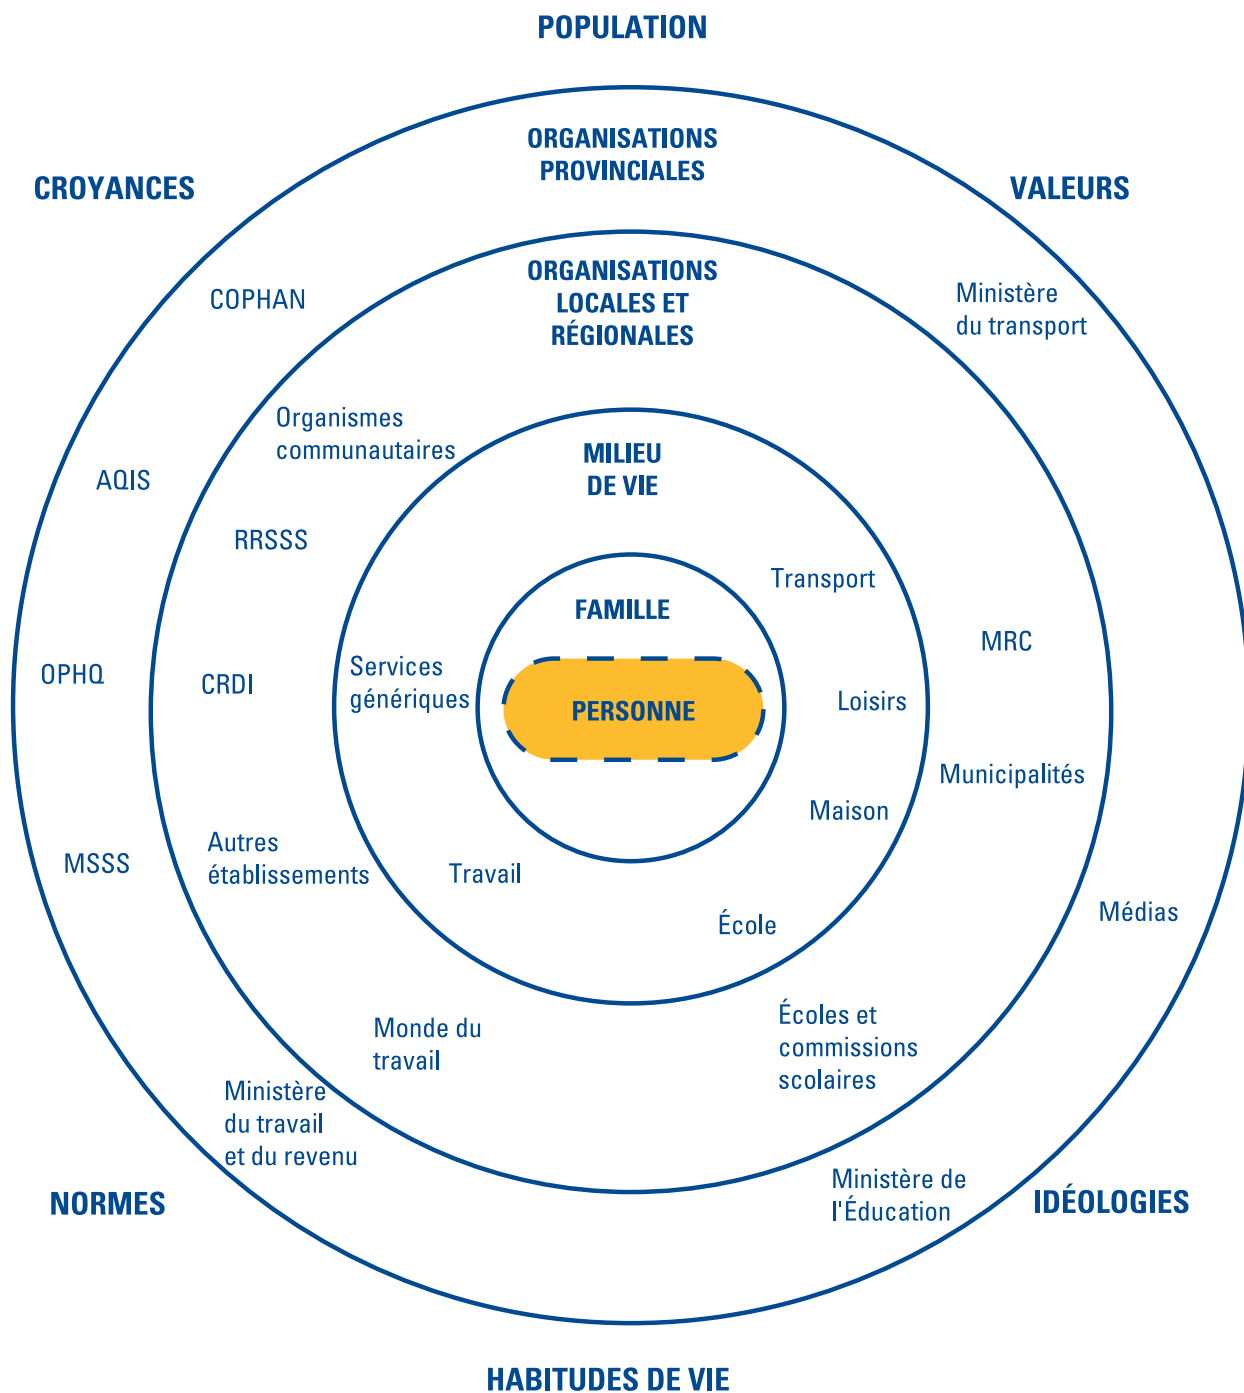 POPULATION
ORGANISATIONS
PROVINCIALES
CROYANCES
VALEURS
ORGANISATIONS
LOCALES ET
RÉGIONALES
COPHAN
Ministère
du transport
Organismes
communautaires
MILIEU
DE VIE
AQIS
RRSSS
Transport
FAMILLE
MRC
OPHQ
CRDI
Services
génériques
PERSONNE
Loisirs
Municipalités
Maison
MSSS
Autres
établissements
Travail
École
Médias
Monde du
travail
Écoles et
commissions
scolaires
Ministère
du travail
et du revenu
Ministère de
l'Éducation
NORMES
IDÉOLOGIES
HABITUDES DE VIE